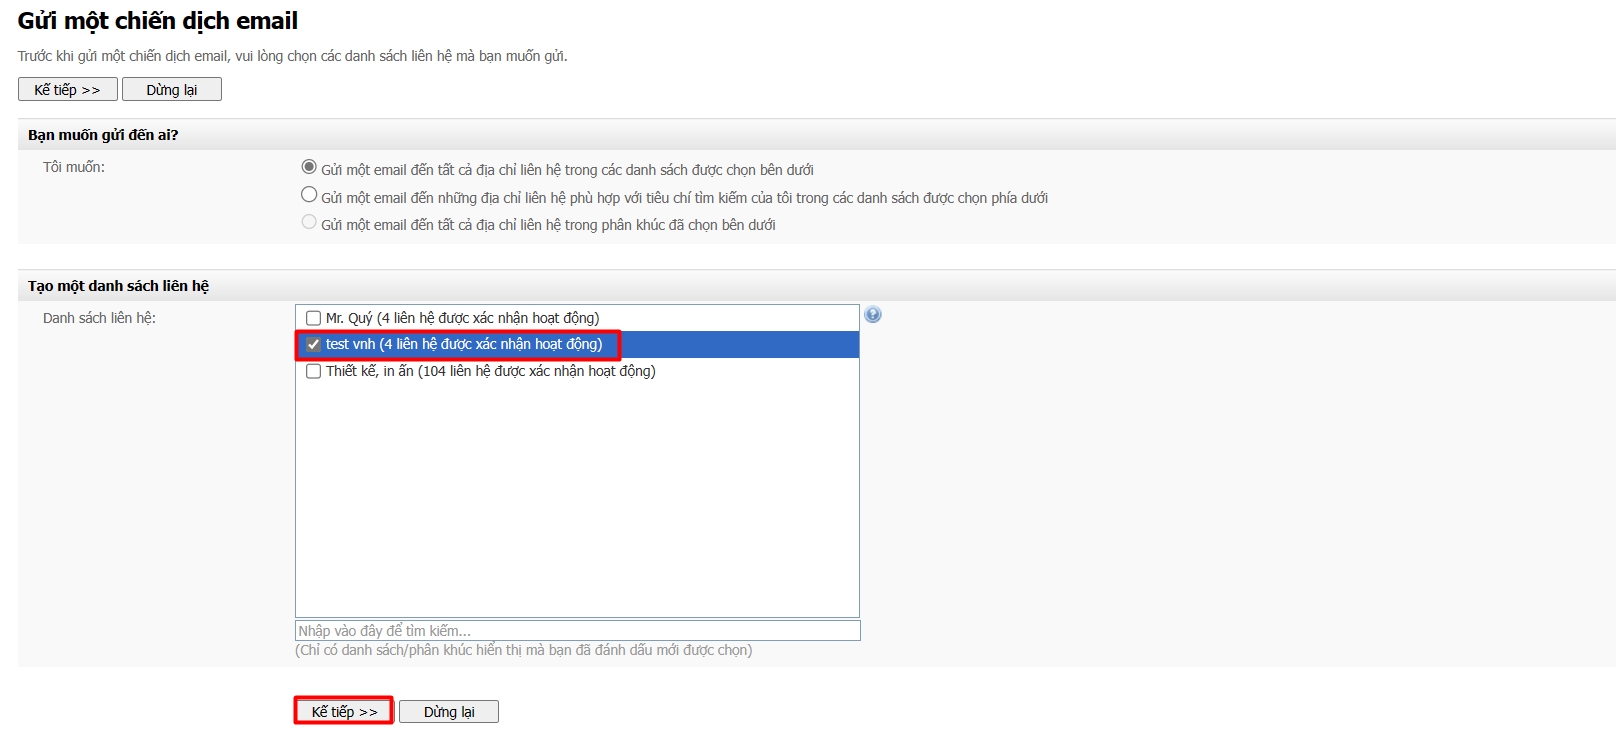 Gửi một chiến dịch email
Trước khi gửi một chiến dịch email, vui lòng chọn các danh sách liên hệ mà bạn muốn gửi.
Kế tiếp >> Dừng lại
Bạn muốn gửi đến ai?
Tôi muốn:
Gửi một email đến tất cả địa chỉ liên hệ trong các danh sách được chọn bên dưới
Gửi một email đến những địa chỉ liên hệ phù hợp với tiêu chí tìm kiếm của tôi trong các danh sách được chọn phía dưới
Gửi một email đến tất cả địa chỉ liên hệ trong phân khúc đã chọn bên dưới
Tạo một danh sách liên hệ
Danh sách liên hệ:
Mr. Quý (4 liên hệ được xác nhận hoạt động)
test vnh (4 liên hệ được xác nhận hoạt động)
Thiết kế, in ấn (104 liên hệ được xác nhận hoạt động)
Nhập vào đây để tìm kiếm...
(Chỉ có danh sách/phân khúc hiển thị mà bạn đã đánh dấu mới được chọn)
Kế tiếp >> Dừng lại